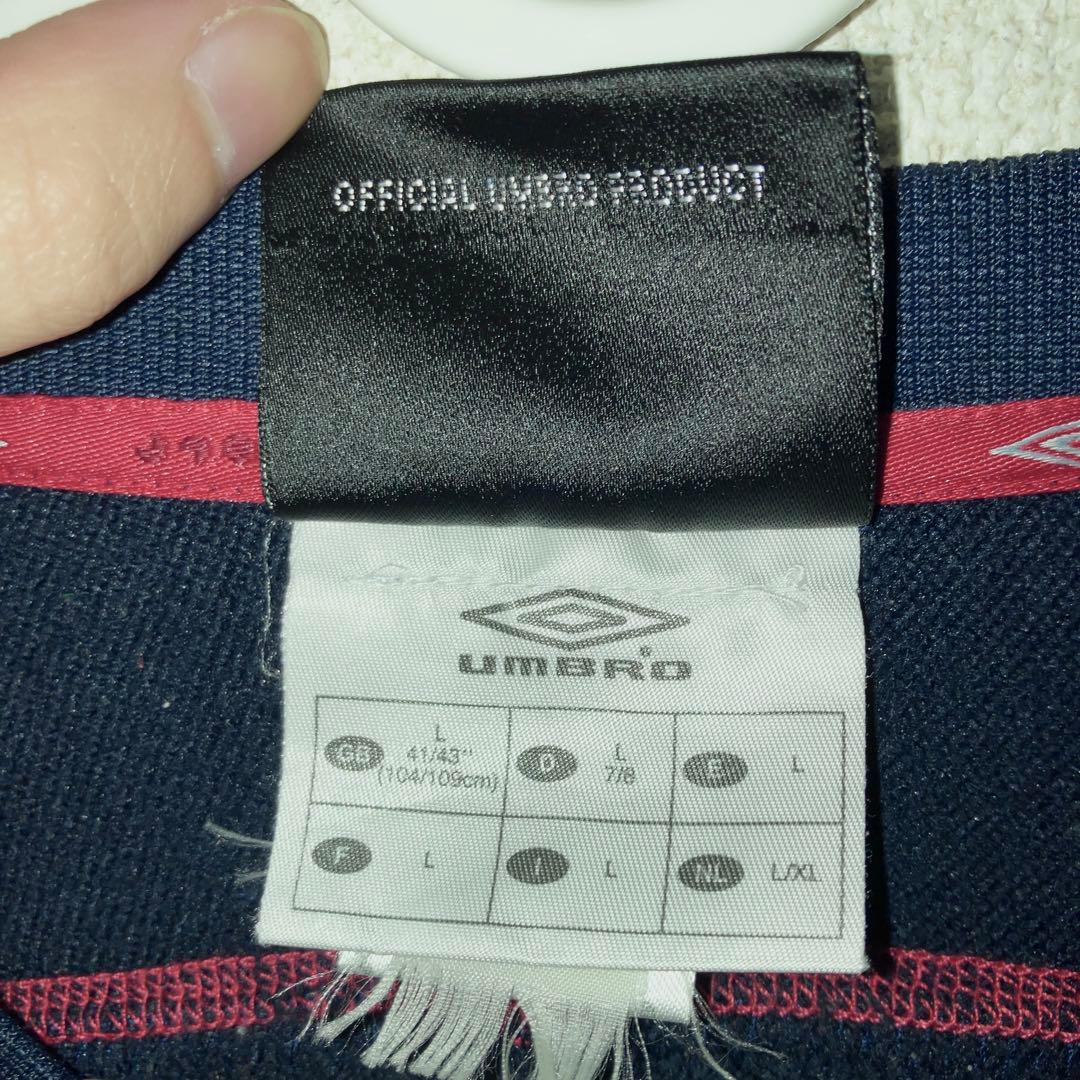 OFFICIAL UMBRO PRODUCT
UMBRO®
GB L 41/43" (104/109cm)
D L 7/8
E L
F L
I L
NL L/XL